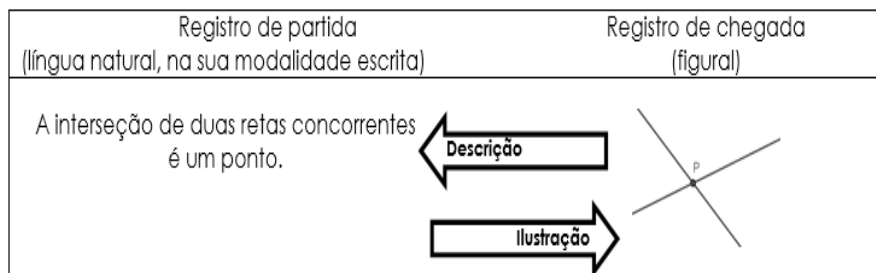 Registro de partida
(língua natural, na sua modalidade escrita)
Registro de chegada
(figural)
A interseção de duas retas concorrentes
é um ponto.
Descrição
P
Ilustração